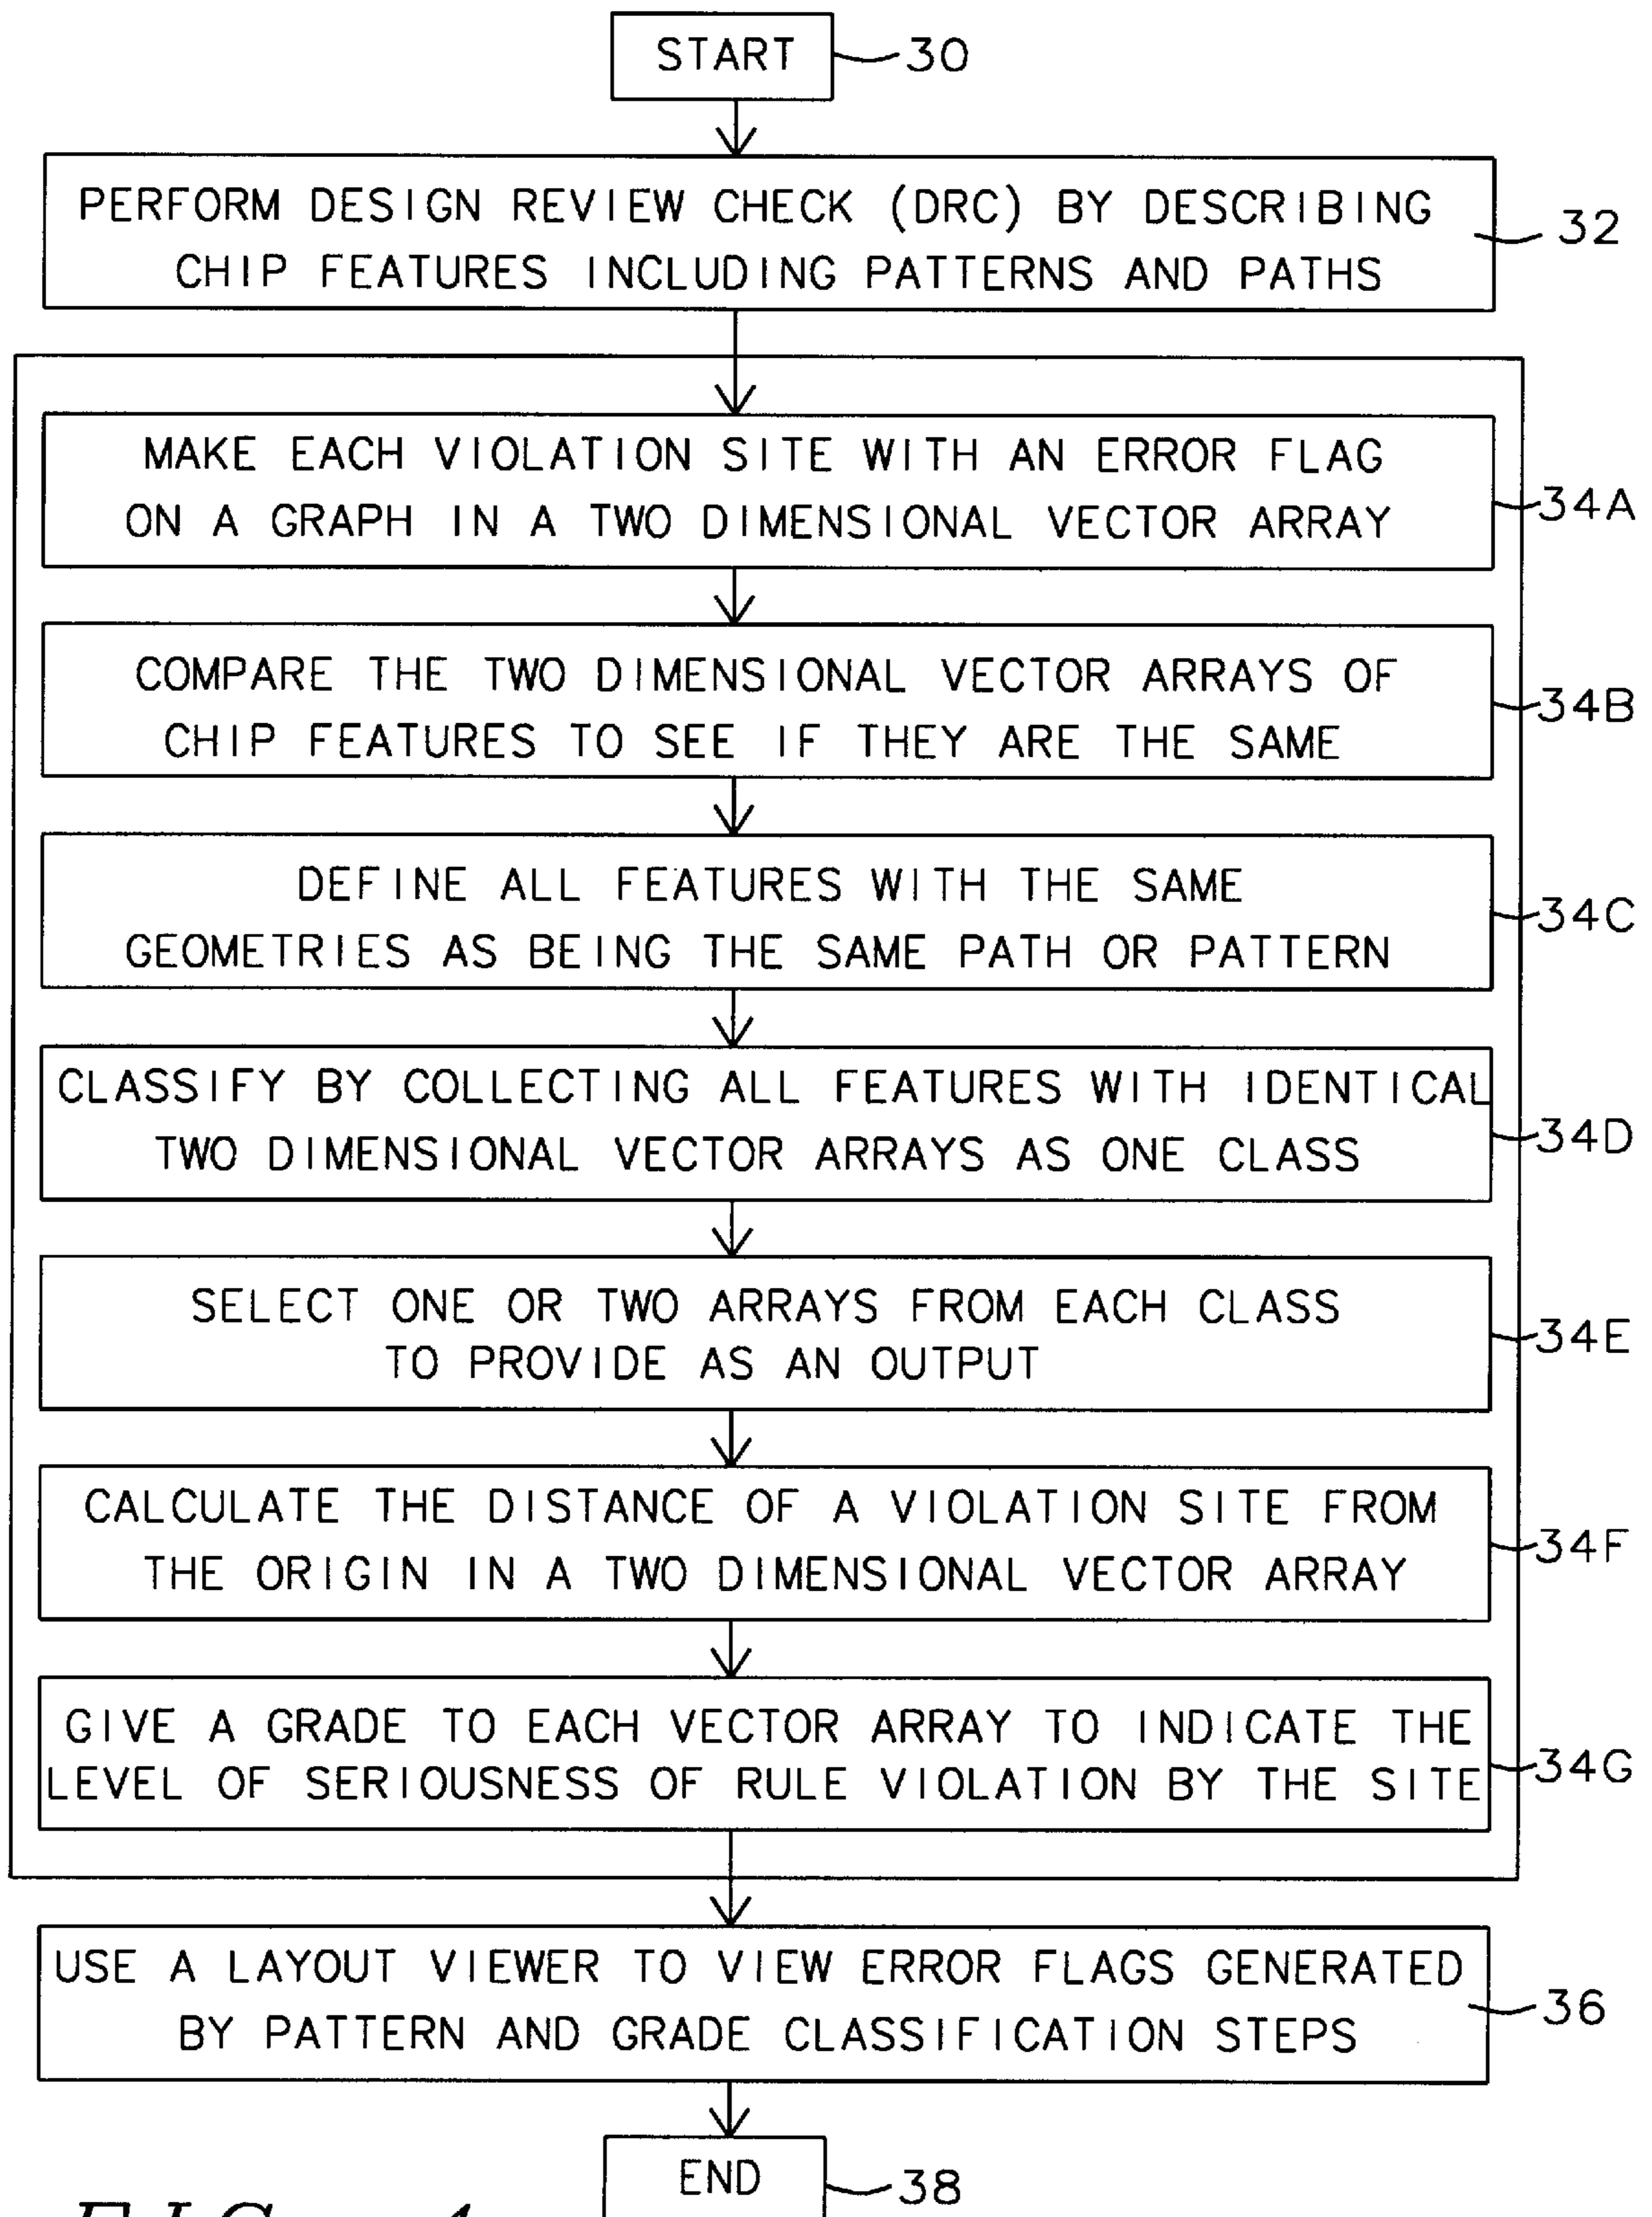 START
30
PERFORM DESIGN REVIEW CHECK (DRC) BY DESCRIBING
CHIP FEATURES INCLUDING PATTERNS AND PATHS
32
MAKE EACH VIOLATION SITE WITH AN ERROR FLAG
ON A GRAPH IN A TWO DIMENSIONAL VECTOR ARRAY
34A
COMPARE THE TWO DIMENSIONAL VECTOR ARRAYS OF
CHIP FEATURES TO SEE IF THEY ARE THE SAME
34B
DEFINE ALL FEATURES WITH THE SAME
GEOMETRIES AS BEING THE SAME PATH OR PATTERN
34C
CLASSIFY BY COLLECTING ALL FEATURES WITH IDENTICAL
TWO DIMENSIONAL VECTOR ARRAYS AS ONE CLASS
34D
SELECT ONE OR TWO ARRAYS FROM EACH CLASS
TO PROVIDE AS AN OUTPUT
34E
CALCULATE THE DISTANCE OF A VIOLATION SITE FROM
THE ORIGIN IN A TWO DIMENSIONAL VECTOR ARRAY
34F
GIVE A GRADE TO EACH VECTOR ARRAY TO INDICATE THE
LEVEL OF SERIOUSNESS OF RULE VIOLATION BY THE SITE
34G
USE A LAYOUT VIEWER TO VIEW ERROR FLAGS GENERATED
BY PATTERN AND GRADE CLASSIFICATION STEPS
36
END
38